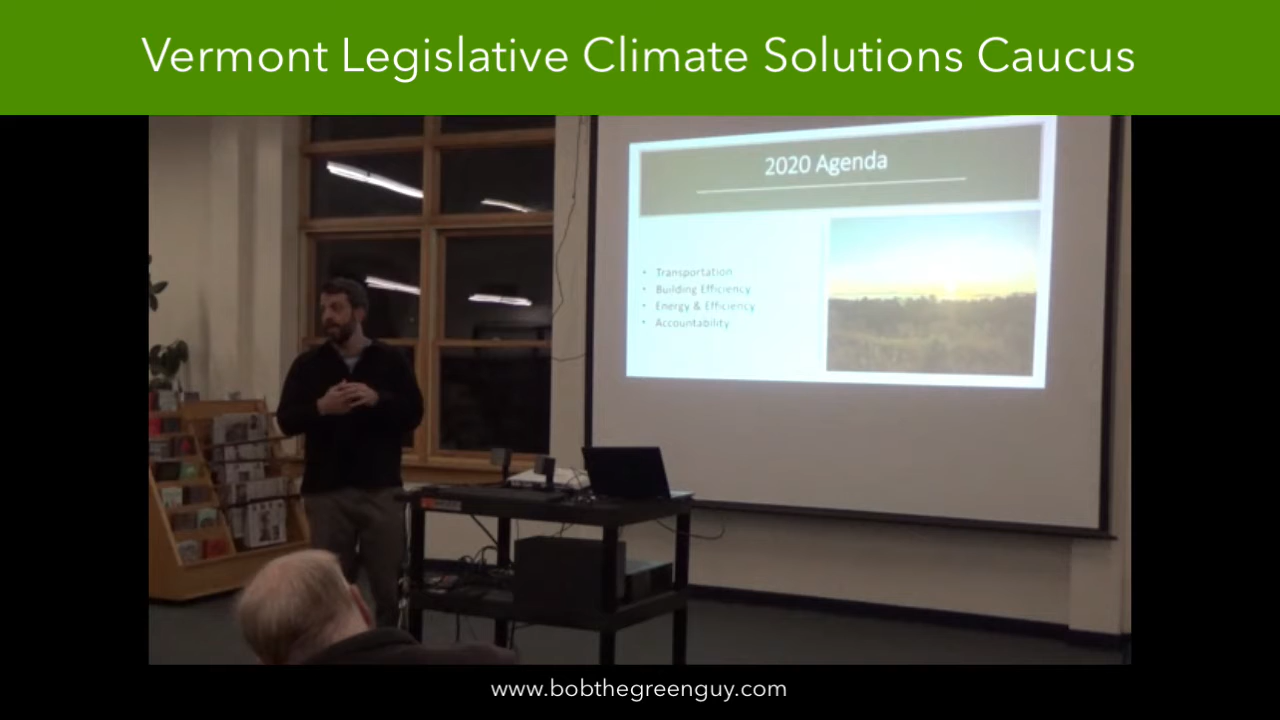 Vermont Legislative Climate Solutions Caucus
2020 Agenda
• Transportation
• Building Efficiency
• Energy & Efficiency
• Accountability
www.bobthegreenguy.com